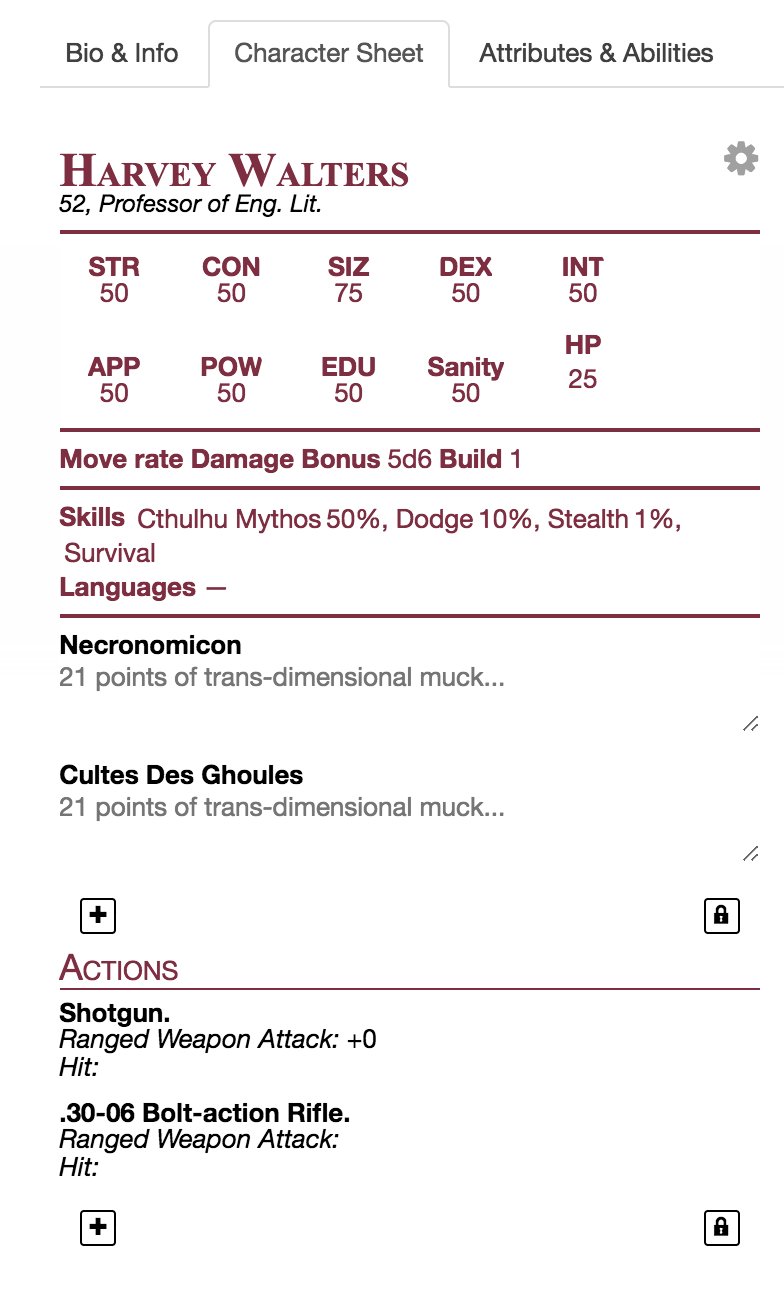 Bio & Info Character Sheet Attributes & Abilities
HARVEY WALTERS
52, Professor of Eng. Lit.
STR CON SIZ DEX INT
50 50 75 50 50
HP
APP POW EDU Sanity 25
50 50 50 50
Move rate Damage Bonus 5d6 Build 1
Skills Cthulhu Mythos 50%, Dodge 10%, Stealth 1%,
Survival
Languages —
Necronomicon
21 points of trans-dimensional muck...
Cultes Des Ghoules
21 points of trans-dimensional muck...
ACTIONS
Shotgun.
Ranged Weapon Attack: +0
Hit:
.30-06 Bolt-action Rifle.
Ranged Weapon Attack:
Hit: